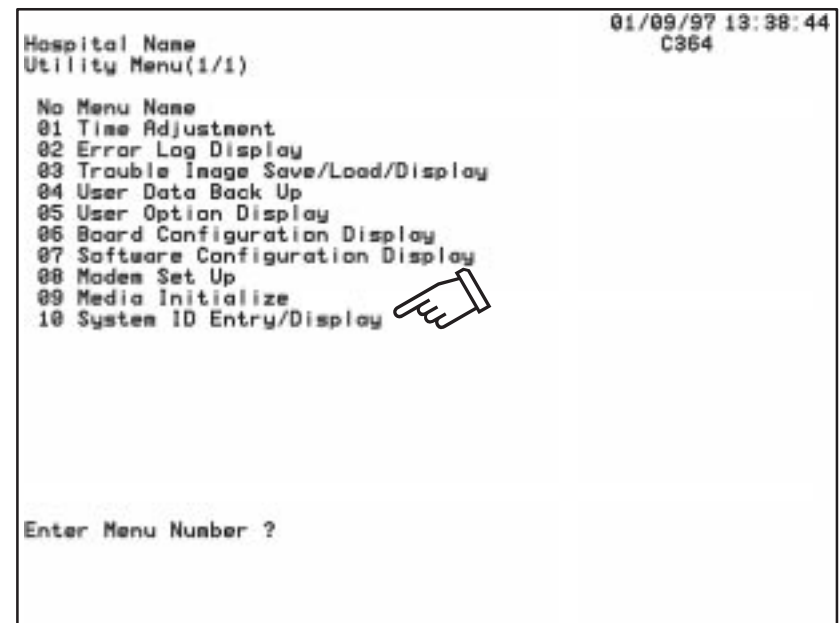 01/09/97 13:38:44
Hospital Name C364
Utility Menu(1/1)
No Menu Name
01 Time Adjustment
02 Error Log Display
03 Trouble Image Save/Load/Display
04 User Data Back Up
05 User Option Display
06 Board Configuration Display
07 Software Configuration Display
08 Modem Set Up
09 Media Initialize
10 System ID Entry/Display
Enter Menu Number ?